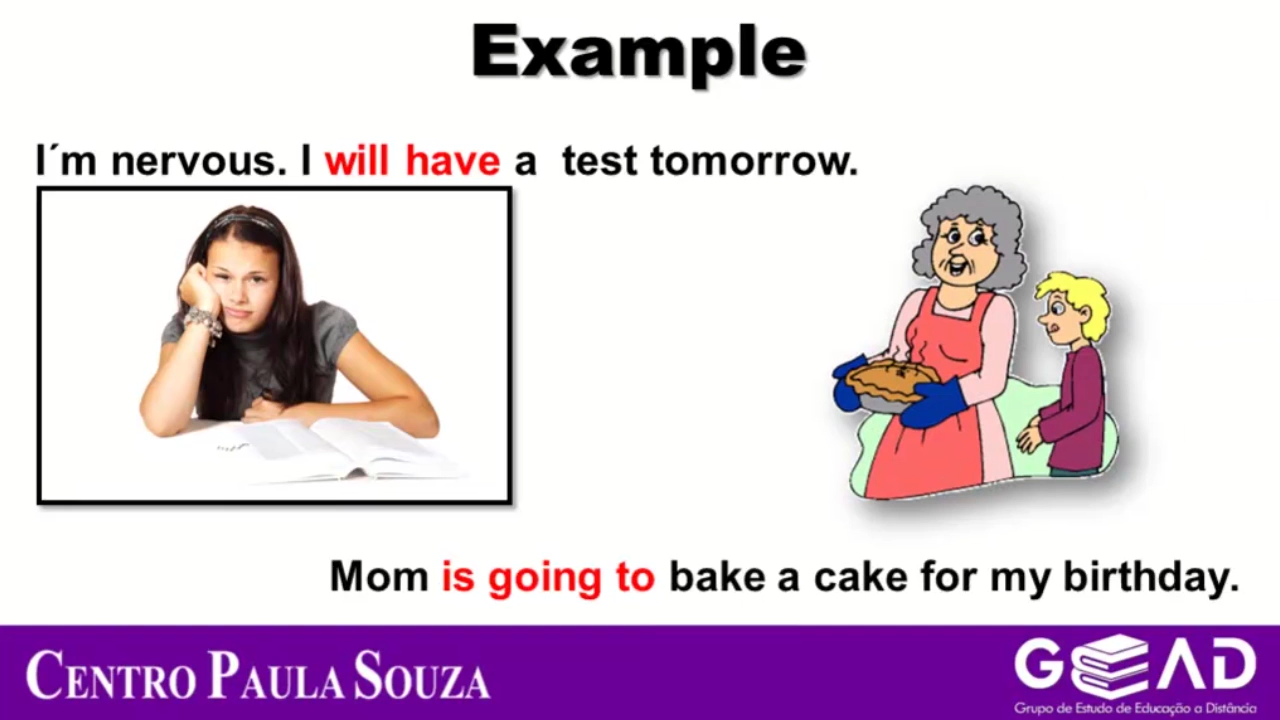 Example
I´m nervous. I will have a test tomorrow.
Mom is going to bake a cake for my birthday.
CENTRO PAULA SOUZA
GEAD
Grupo de Estudo de Educação a Distância